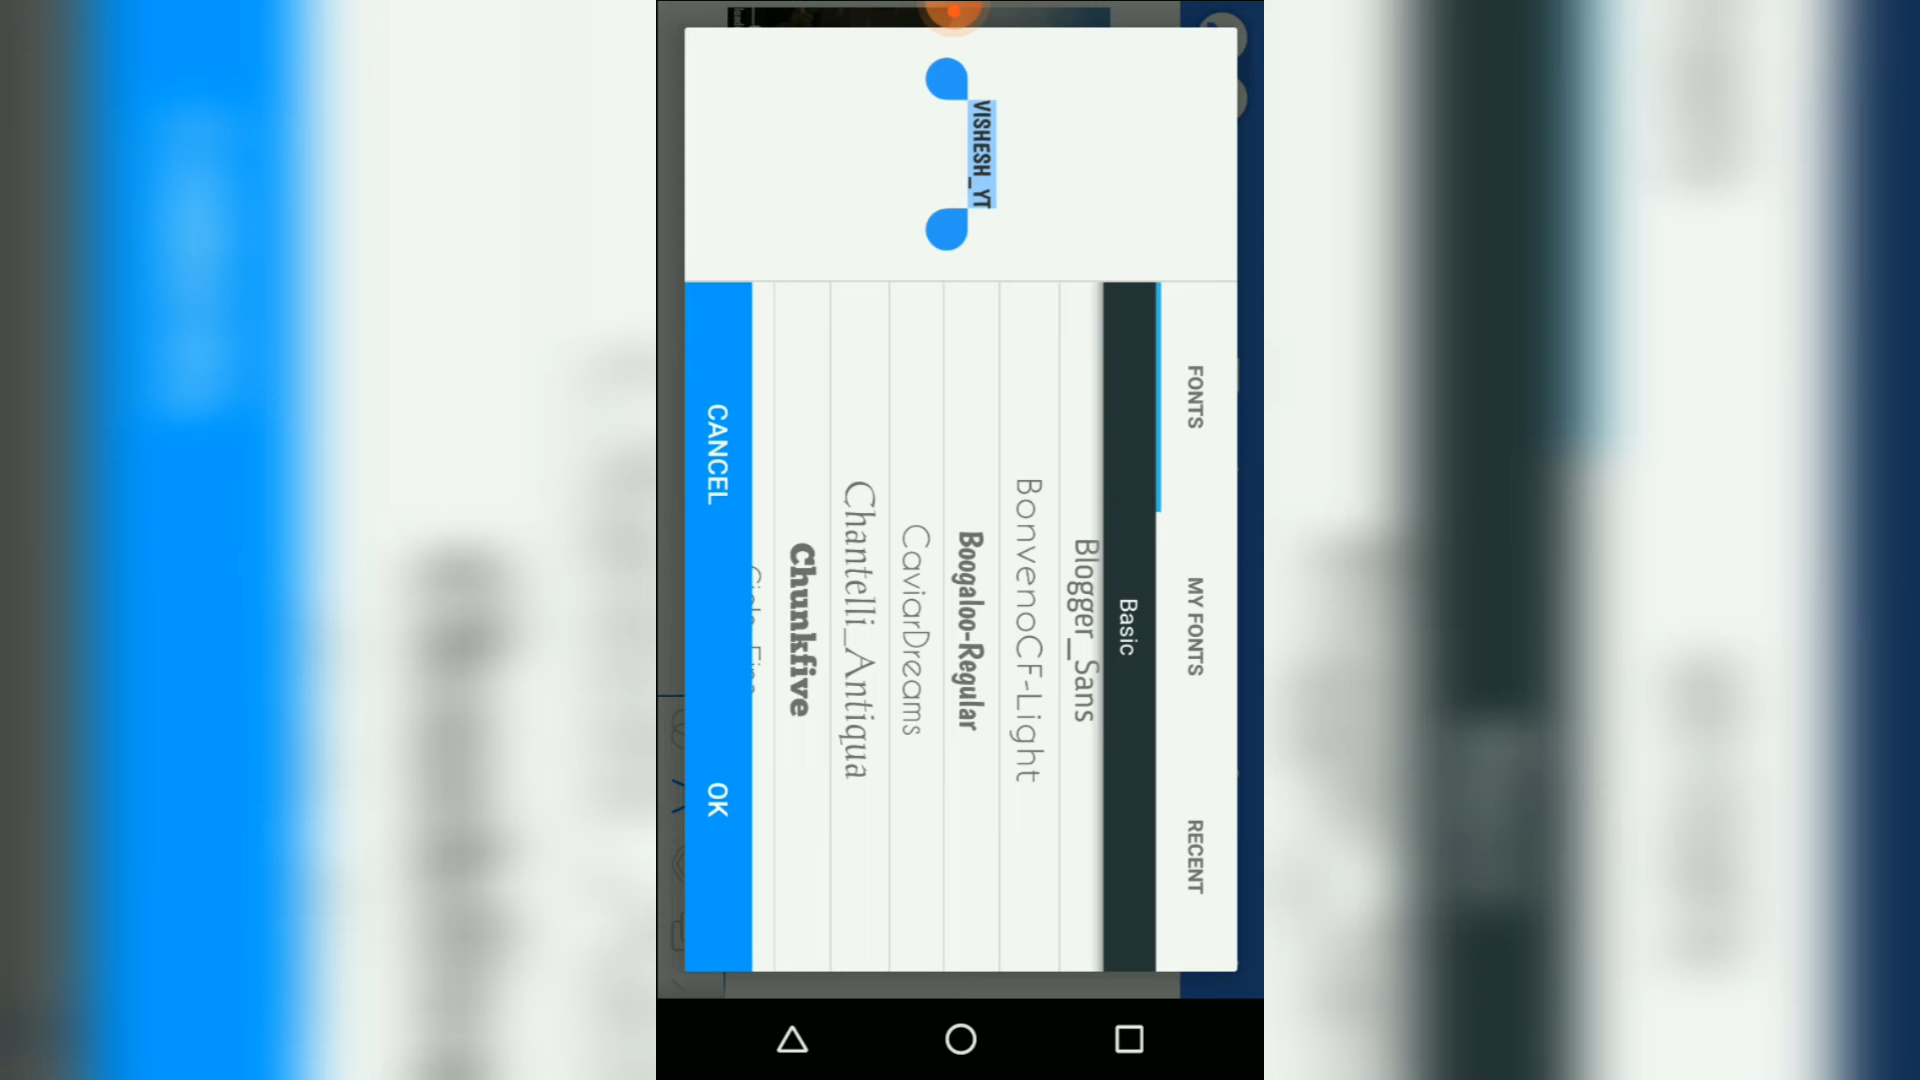 VISHESH_YT
FONTS
MY FONTS
RECENT
Basic
Blogger_Sans
BonvenoCF-Light
Boogaloo-Regular
CaviarDreams
Chantelli_Antiqua
Chunkfive
CANCEL
OK